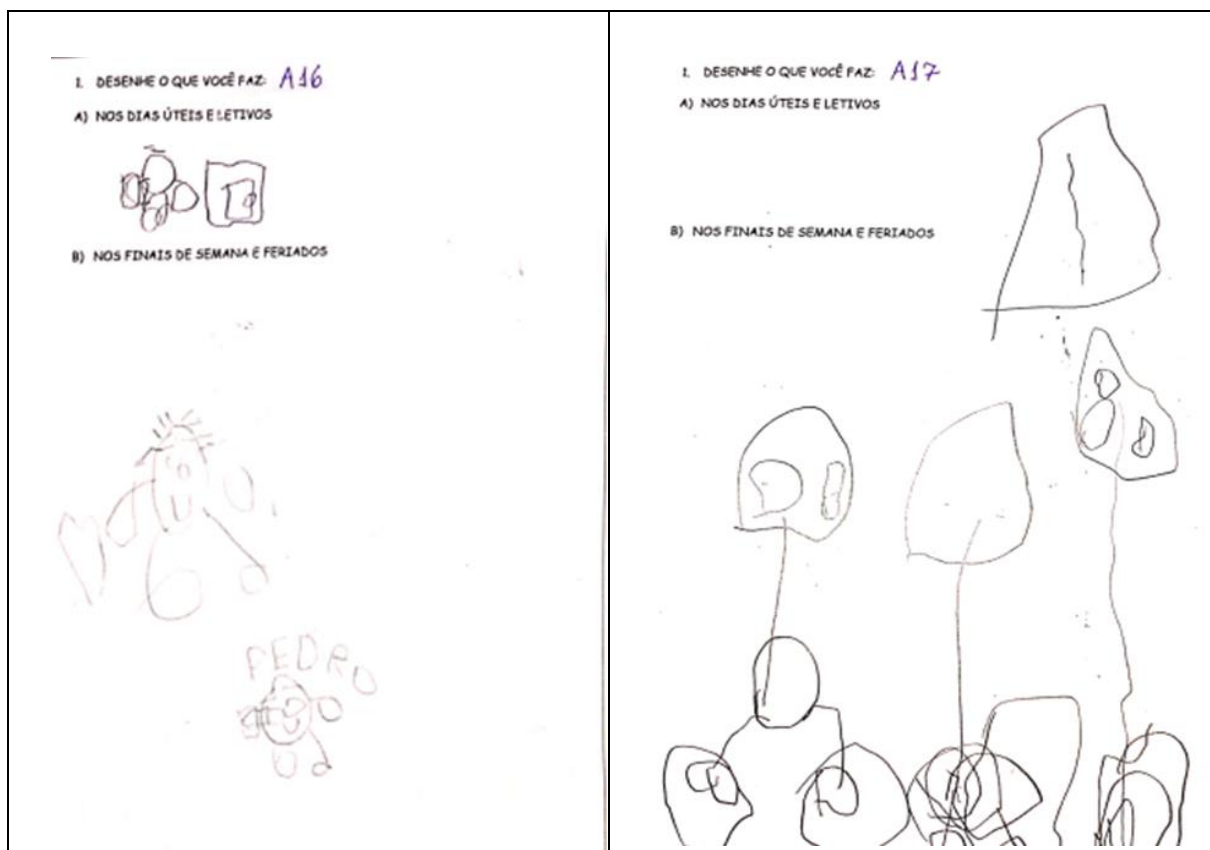 1. DESENHE O QUE VOCÊ FAZ: A16
A) NOS DIAS ÚTEIS E LETIVOS
B) NOS FINAIS DE SEMANA E FERIADOS
PEDRO
1. DESENHE O QUE VOCÊ FAZ: A17
A) NOS DIAS ÚTEIS E LETIVOS
B) NOS FINAIS DE SEMANA E FERIADOS